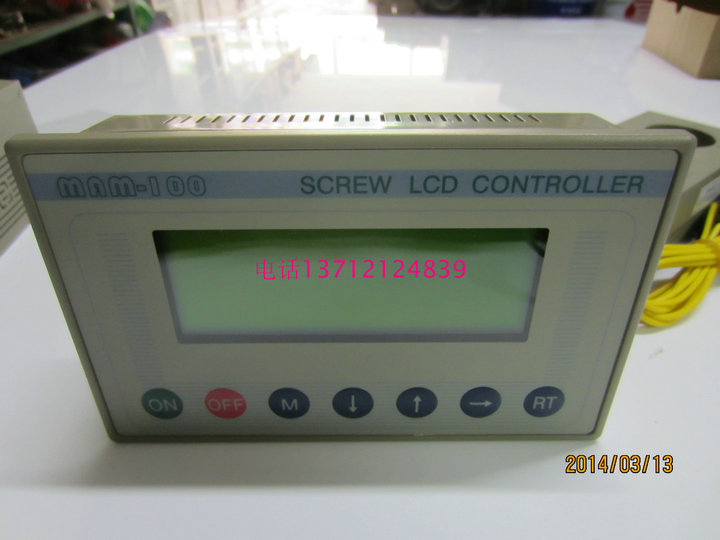 MAM-100 SCREW LCD CONTROLLER
电话13712124839
ON OFF M ↓ ↑ → RT
2014/03/13